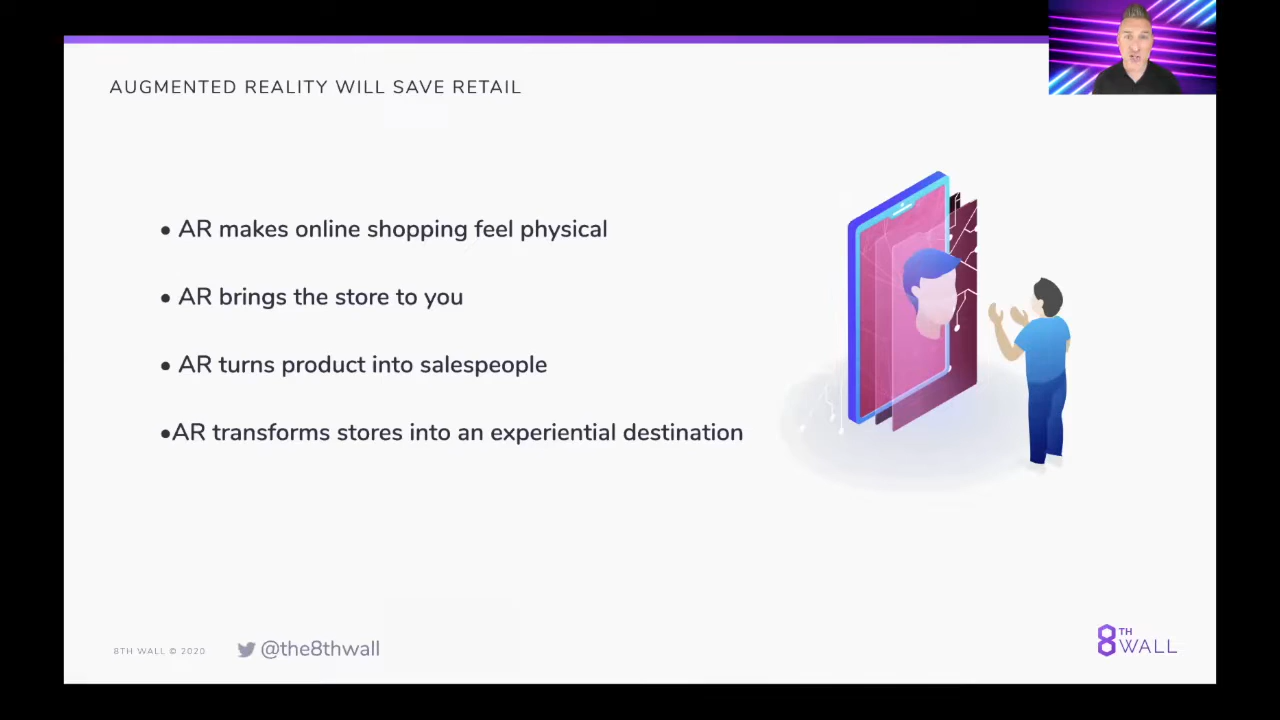 AUGMENTED REALITY WILL SAVE RETAIL
• AR makes online shopping feel physical
• AR brings the store to you
• AR turns product into salespeople
•AR transforms stores into an experiential destination
8TH WALL © 2020
@the8thwall
8TH WALL